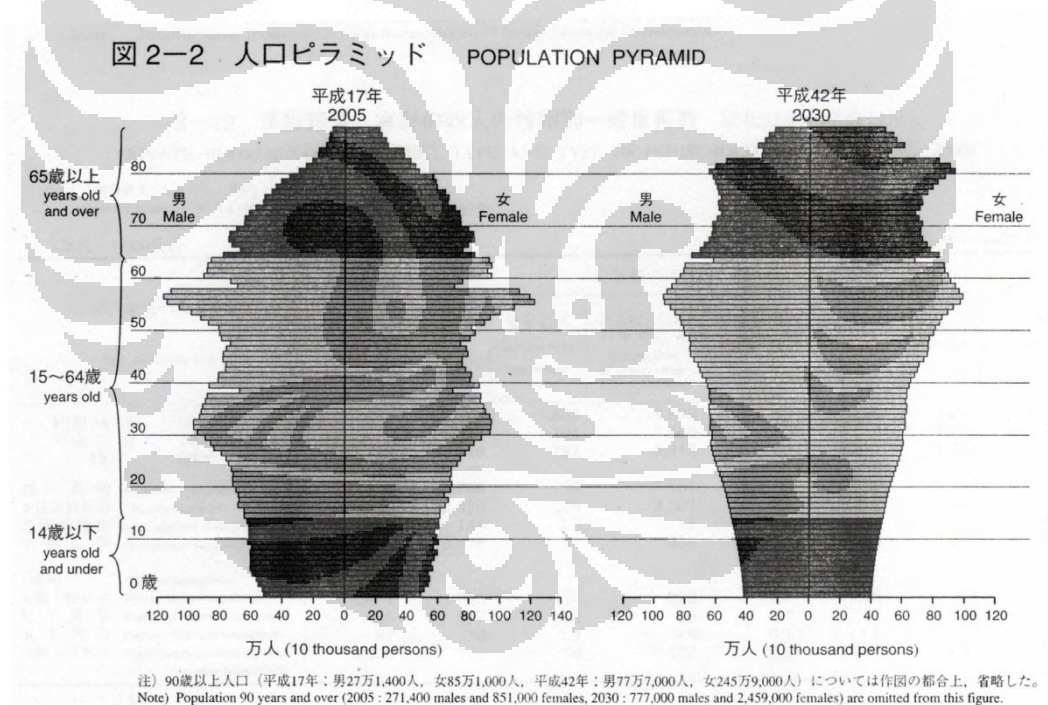 図 2−2 人口ピラミッド POPULATION PYRAMID
平成17年
2005
平成42年
2030
65歳以上
years old
and over
15〜64歳
years old
14歳以下
years old
and under
男
Male
女
Female
男
Male
女
Female
80
70
60
50
40
30
20
10
0 歳
120 100 80 60 40 20 0 20 40 60 80 100 120 140
120 100 80 60 40 20 0 20 40 60 80 100 120
万人 (10 thousand persons)
万人 (10 thousand persons)
注）90歳以上人口（平成17年：男27万1,400人，女85万1,000人，平成42年：男77万7,000人，女245万9,000人）については作図の都合上，省略した。
Note) Population 90 years and over (2005 : 271,400 males and 851,000 females, 2030 : 777,000 males and 2,459,000 females) are omitted from this figure.